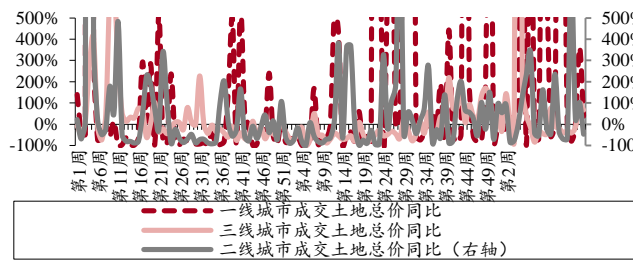 500% 500%
400% 400%
300% 300%
200% 200%
100% 100%
0% 0%
-100% -100%
第1周 第6周 第11周 第16周 第21周 第26周 第31周 第36周 第41周 第46周 第51周 第4周 第9周 第14周 第19周 第24周 第29周 第34周 第39周 第44周 第49周 第2周
一线城市成交土地总价同比
三线城市成交土地总价同比
二线城市成交土地总价同比（右轴）